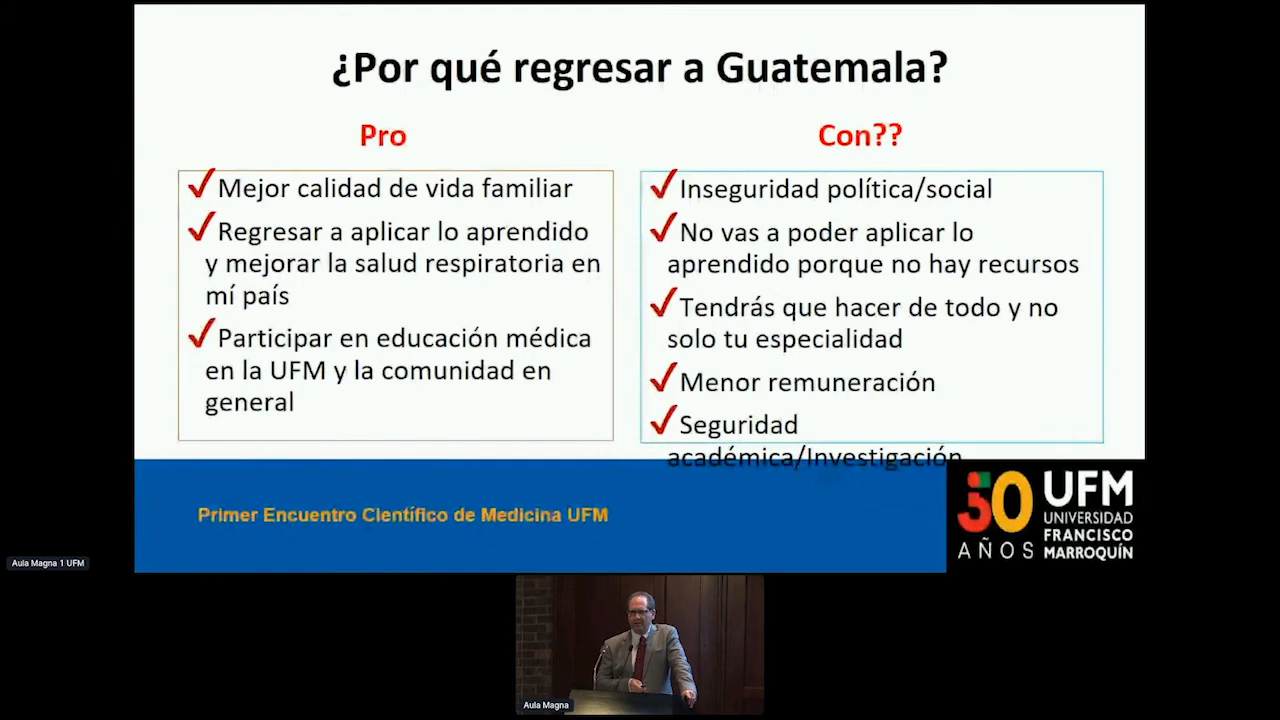 ¿Por qué regresar a Guatemala?
Pro
✓Mejor calidad de vida familiar
✓Regresar a aplicar lo aprendido
y mejorar la salud respiratoria en
mí país
✓Participar en educación médica
en la UFM y la comunidad en
general
Con??
✓Inseguridad política/social
✓No vas a poder aplicar lo
aprendido porque no hay recursos
✓Tendrás que hacer de todo y no
solo tu especialidad
✓Menor remuneración
✓Seguridad
académica/Investigación
Primer Encuentro Científico de Medicina UFM
50
AÑOS
UFM
UNIVERSIDAD
FRANCISCO
MARROQUÍN
Aula Magna 1 UFM
Aula Magna